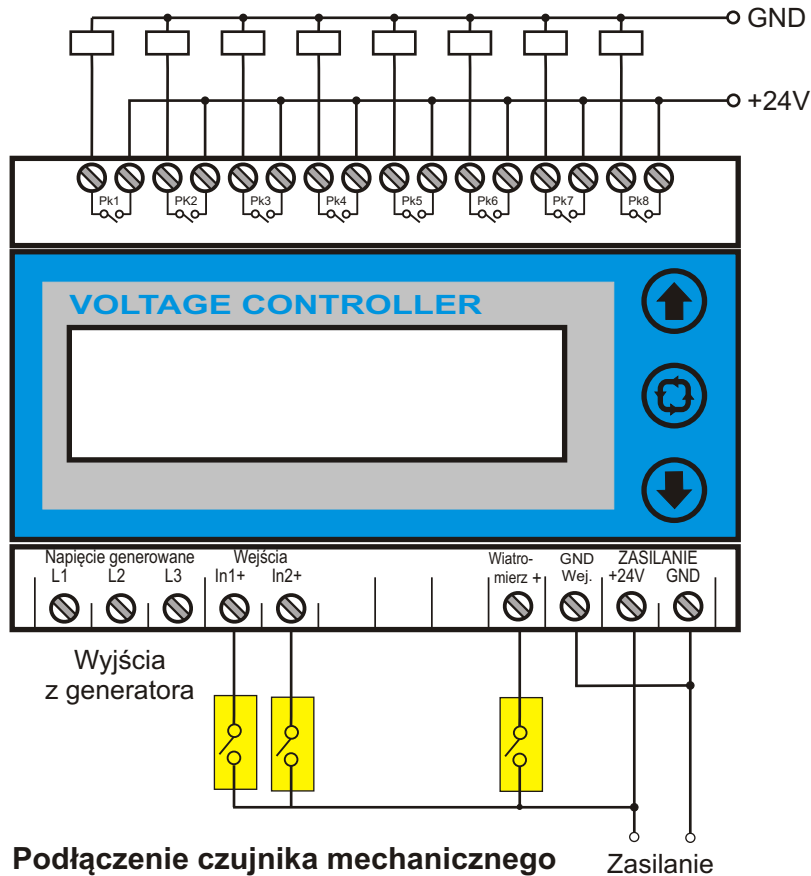 GND
+24V
Pk1 PK2 Pk3 Pk4 Pk5 Pk6 Pk7 Pk8
VOLTAGE CONTROLLER
Napięcie generowane Wejścia Wiatro- GND ZASILANIE
L1 L2 L3 In1+ In2+ mierz + Wej. +24V GND
Wyjścia
z generatora
Podłączenie czujnika mechanicznego Zasilanie